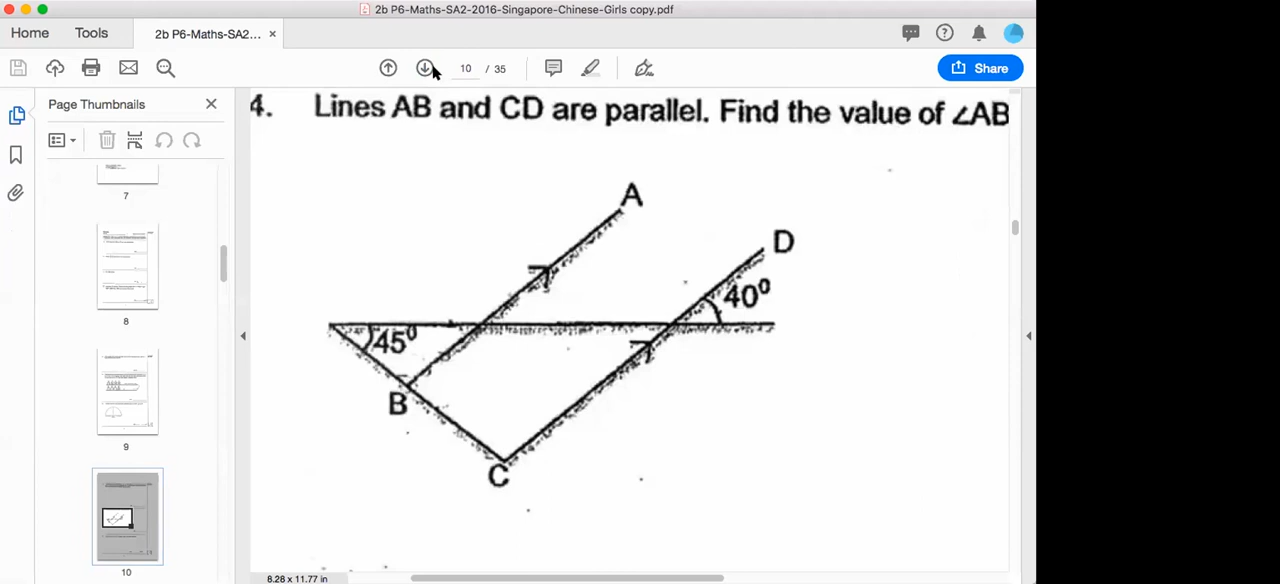 2b P6-Maths-SA2-2016-Singapore-Chinese-Girls copy.pdf
Home
Tools
2b P6-Maths-SA2...
×
10 / 35
Share
Page Thumbnails
7
8
9
10
4. Lines AB and CD are parallel. Find the value of ∠AB
A
D
40⁰
45⁰
B
C
8.28 x 11.77 in